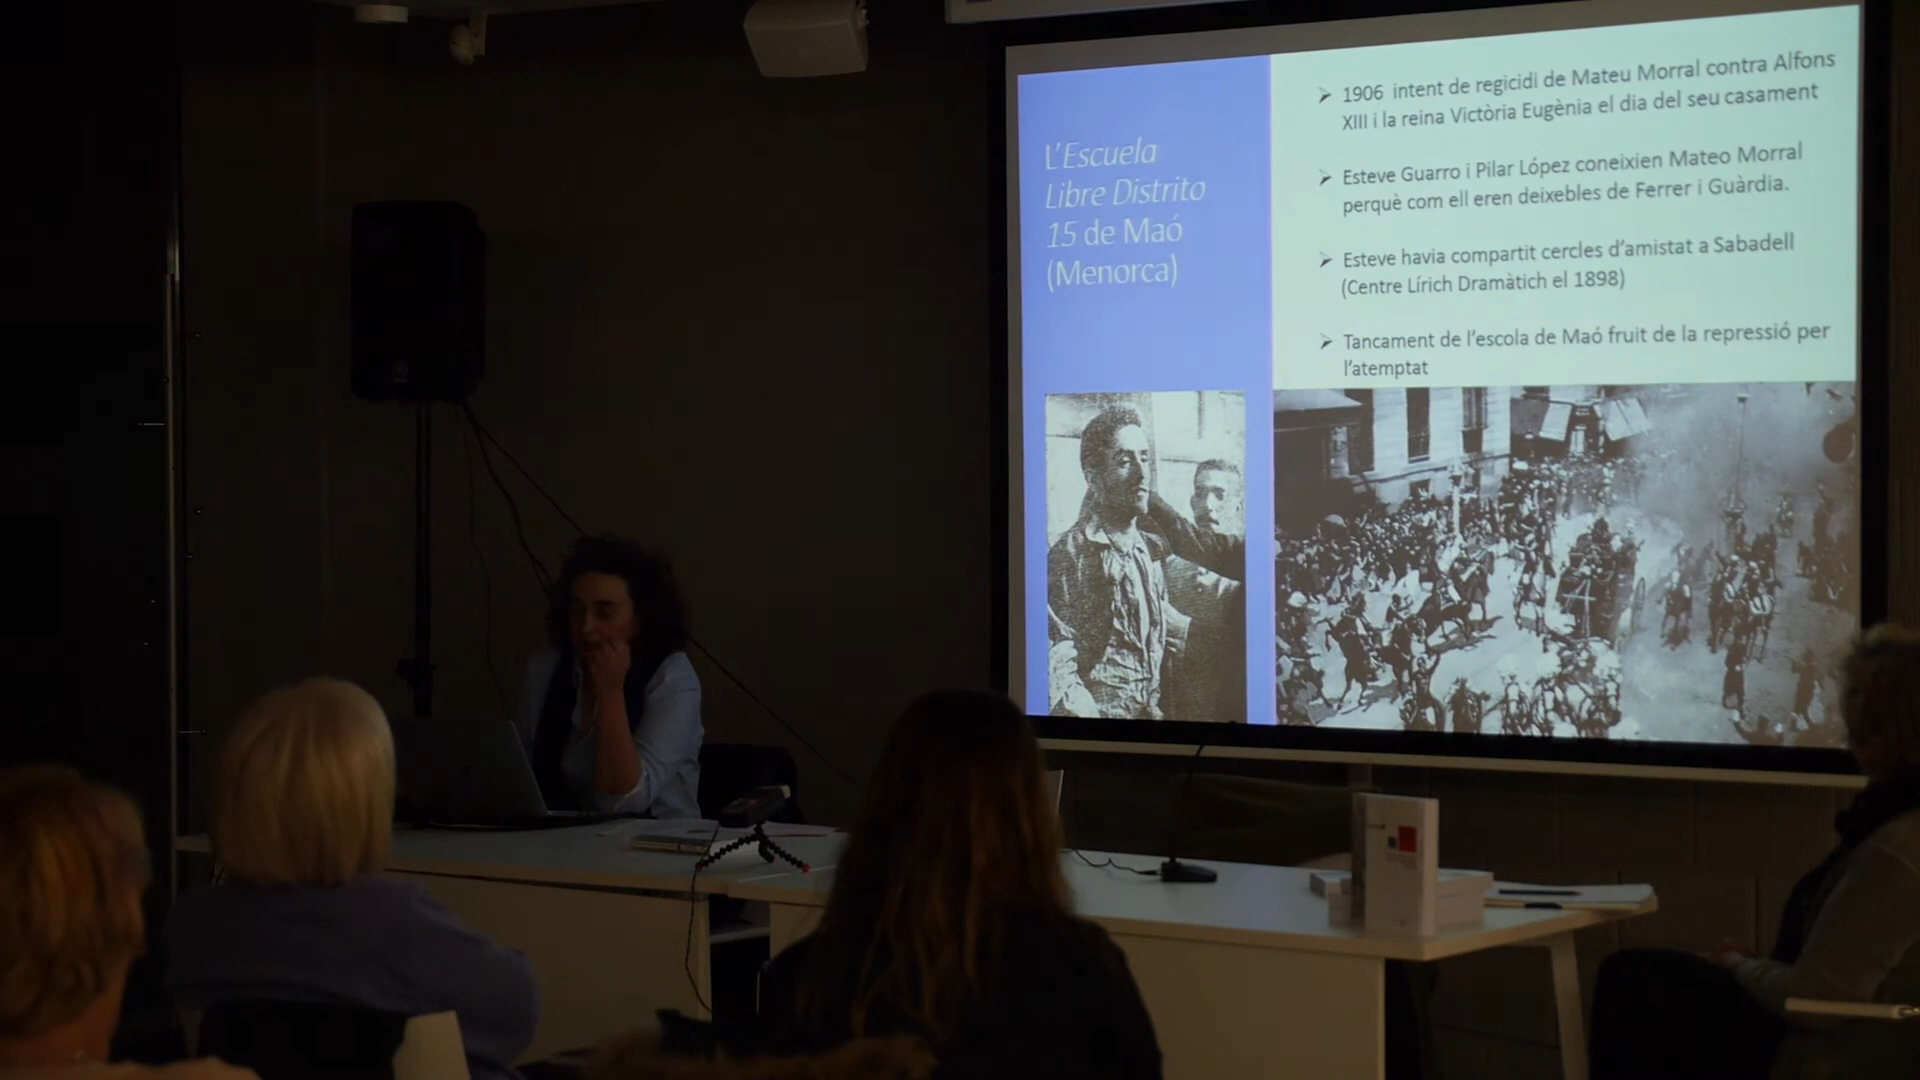 L'Escuela
Libre Distrito
15 de Maó
(Menorca)
1906 intent de regicidi de Mateu Morral contra Alfons
XIII i la reina Victòria Eugènia el dia del seu casament
Esteve Guarro i Pilar López coneixien Mateo Morral
perquè com ell eren deixebles de Ferrer i Guàrdia.
Esteve havia compartit cercles d'amistat a Sabadell
(Centre Lírich Dramàtich el 1898)
Tancament de l'escola de Maó fruit de la repressió per
l'atemptat